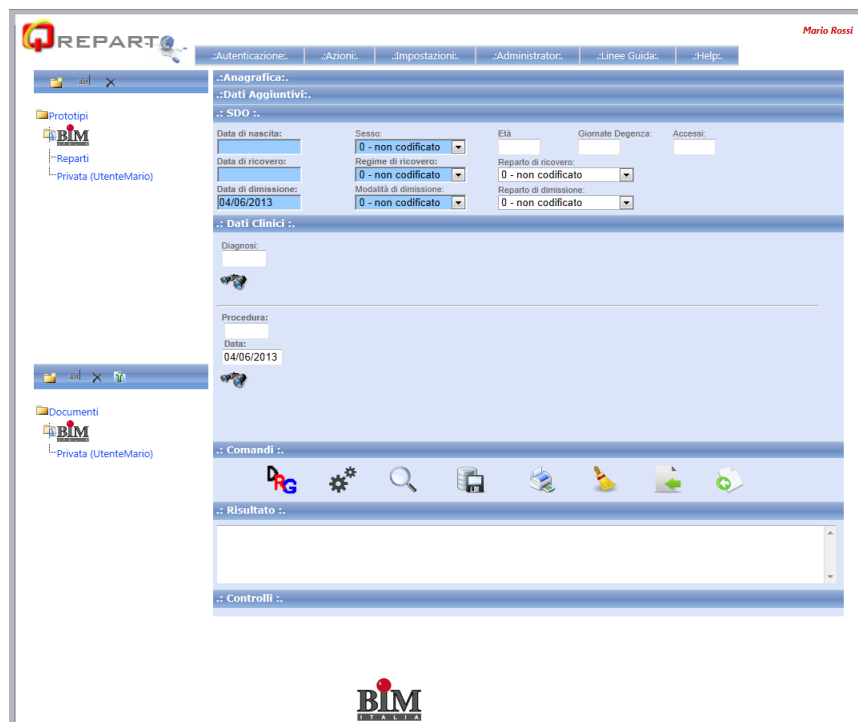 QREPARTO
Mario Rossi
.:Autenticazione:. .:Azioni:. .:Impostazioni:. .:Administrator:. .:Linee Guida:. .:Help:.
.:Anagrafica:.
.:Dati Aggiuntivi:.
.: SDO :.
Prototipi
BIM
ITALIA
Reparti
Privata (UtenteMario)
Data di nascita: Sesso: Età Giornate Degenza: Accessi:
0 - non codificato
Data di ricovero: Regime di ricovero: Reparto di ricovero:
0 - non codificato 0 - non codificato
Data di dimissione: Modalità di dimissione: Reparto di dimissione:
04/06/2013 0 - non codificato 0 - non codificato
.: Dati Clinici :.
Diagnosi:
Procedura:
Data:
04/06/2013
Documenti
BIM
ITALIA
Privata (UtenteMario)
.: Comandi :.
DRG
.: Risultato :.
.: Controlli :.
BIM
ITALIA